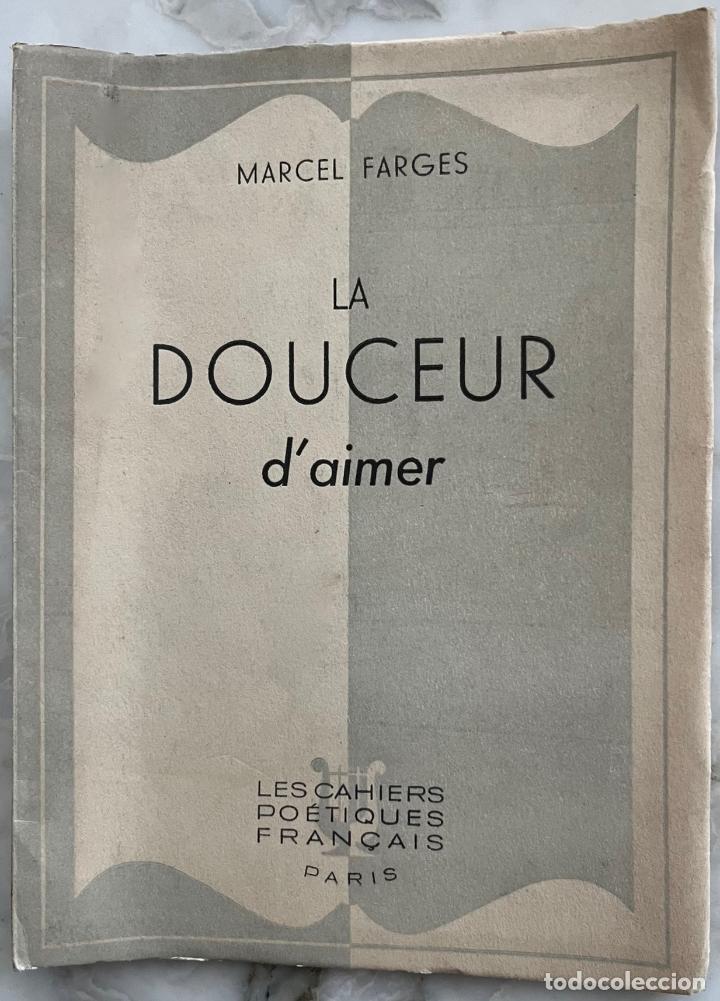 MARCEL FARGES
LA
DOUCEUR
d'aimer
LES CAHIERS
POÉTIQUES
FRANÇAIS
PARIS
todocoleccion